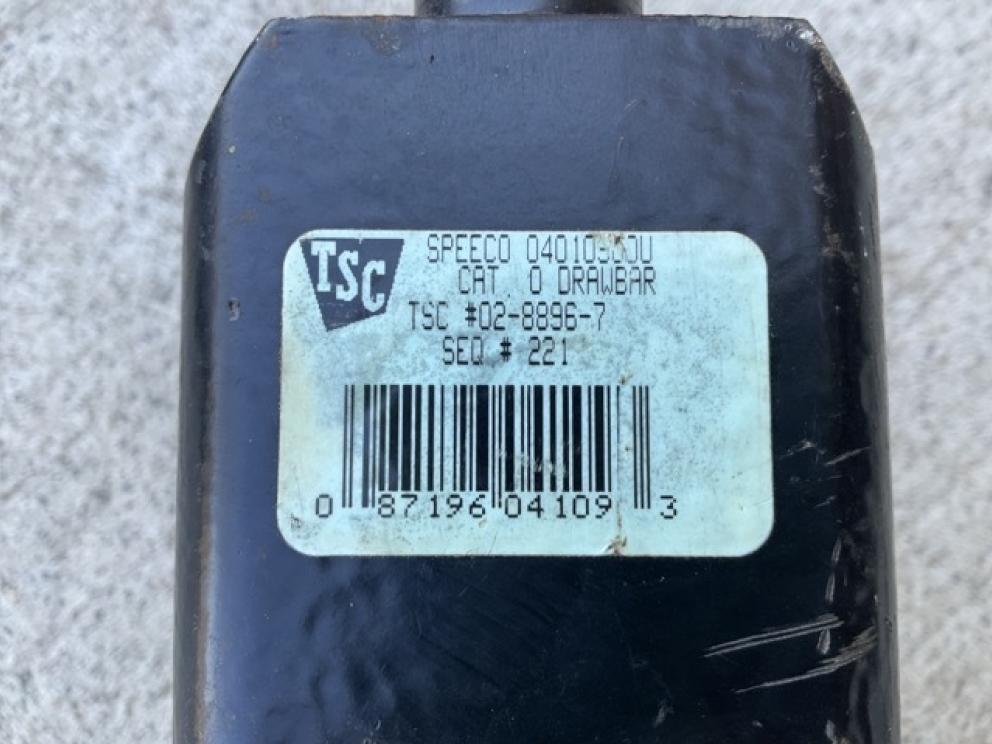 TSC
SPEECO
CAT. 0 DRAWBAR
TSC #02-8896-7
SEQ # 221
0 87196 04109 3